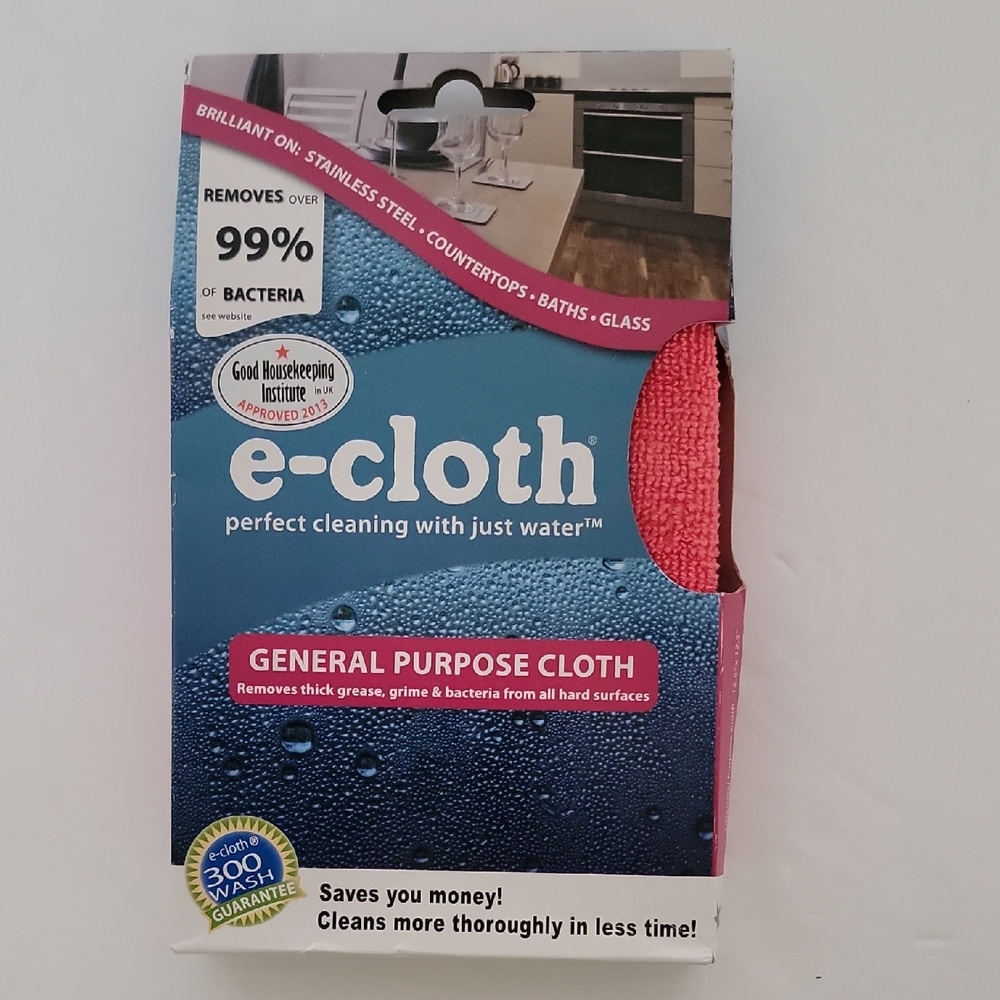 BRILLIANT ON: STAINLESS STEEL • COUNTERTOPS • BATHS • GLASS
REMOVES OVER
99%
OF BACTERIA
see website
Good Housekeeping
Institute in UK
APPROVED 2013
e-cloth®
perfect cleaning with just water™
GENERAL PURPOSE CLOTH
Removes thick grease, grime & bacteria from all hard surfaces
e-cloth®
300
WASH
GUARANTEE
Saves you money!
Cleans more thoroughly in less time!